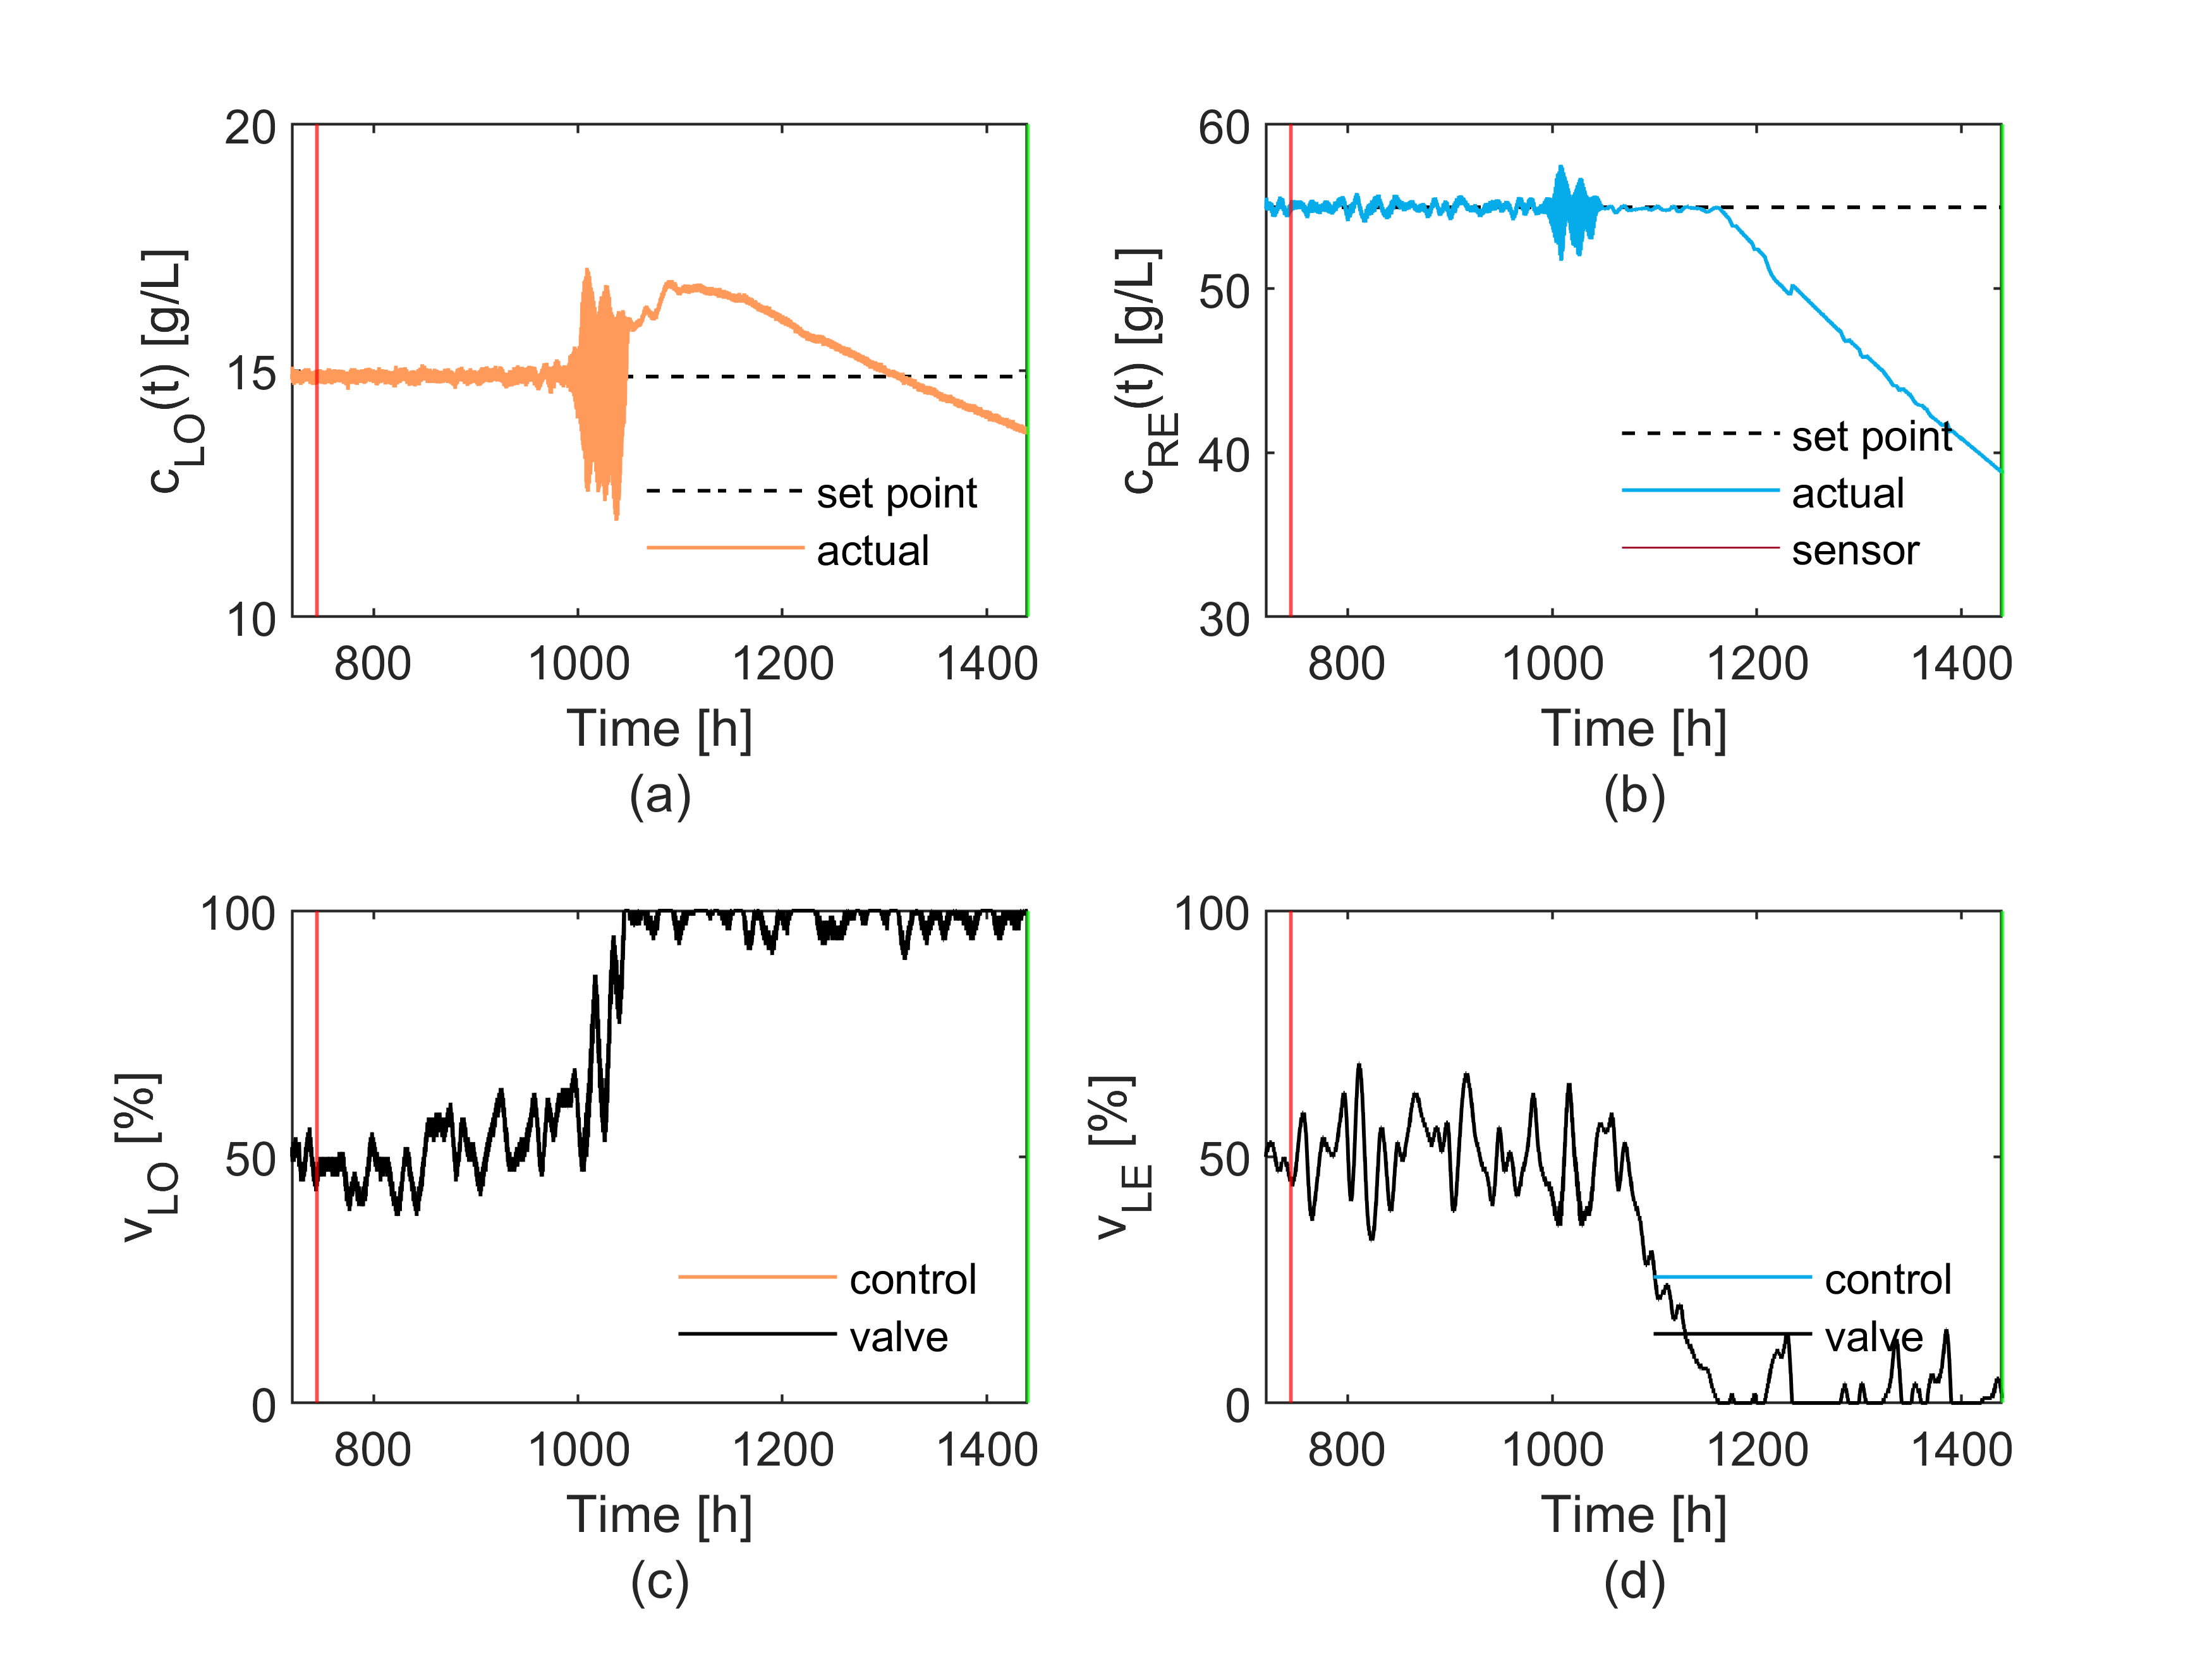 20
15
10
c_LO(t) [g/L]
set point
actual
800 1000 1200 1400
Time [h]
(a)
60
50
40
30
c_RE(t) [g/L]
set point
actual
sensor
800 1000 1200 1400
Time [h]
(b)
100
50
0
v_LO [%]
control
valve
800 1000 1200 1400
Time [h]
(c)
100
50
0
v_LE [%]
control
valve
800 1000 1200 1400
Time [h]
(d)